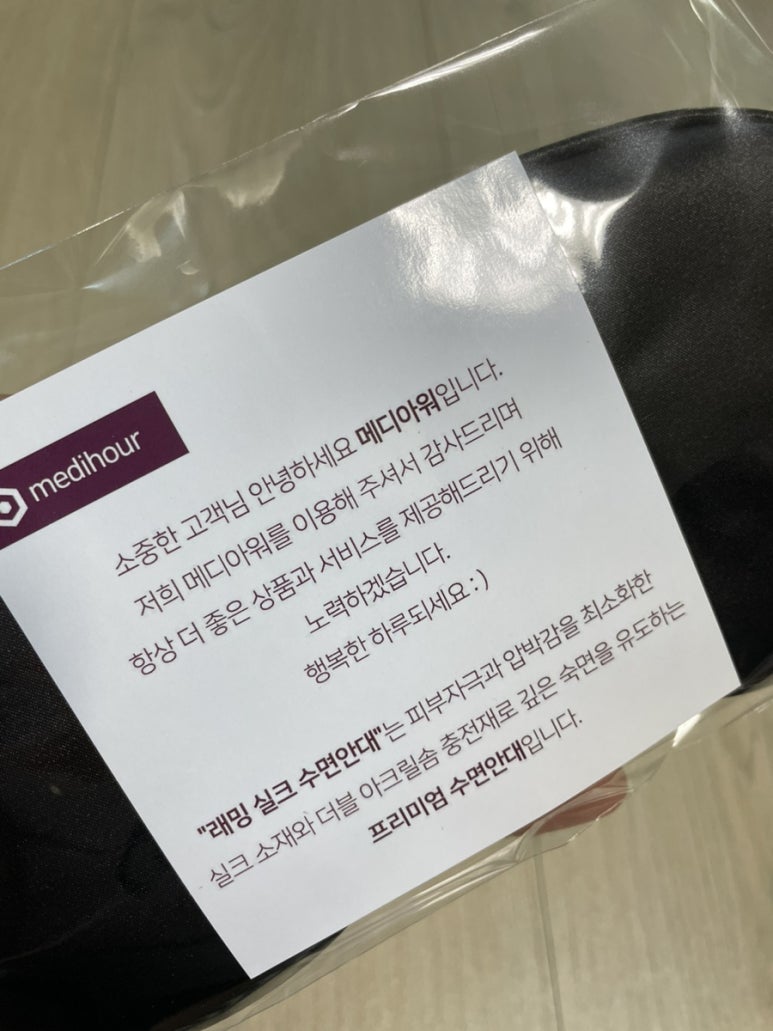 medihour
소중한 고객님 안녕하세요 메디아워입니다.
저희 메디아워를 이용해 주셔서 감사드리며
항상 더 좋은 상품과 서비스를 제공해드리기 위해
노력하겠습니다.
행복한 하루되세요 : )
"래밍 실크 수면안대"는 피부자극과 압박감을 최소화한
실크 소재와 더블 아크릴솜 충전재로 깊은 숙면을 유도하는
프리미엄 수면안대입니다.